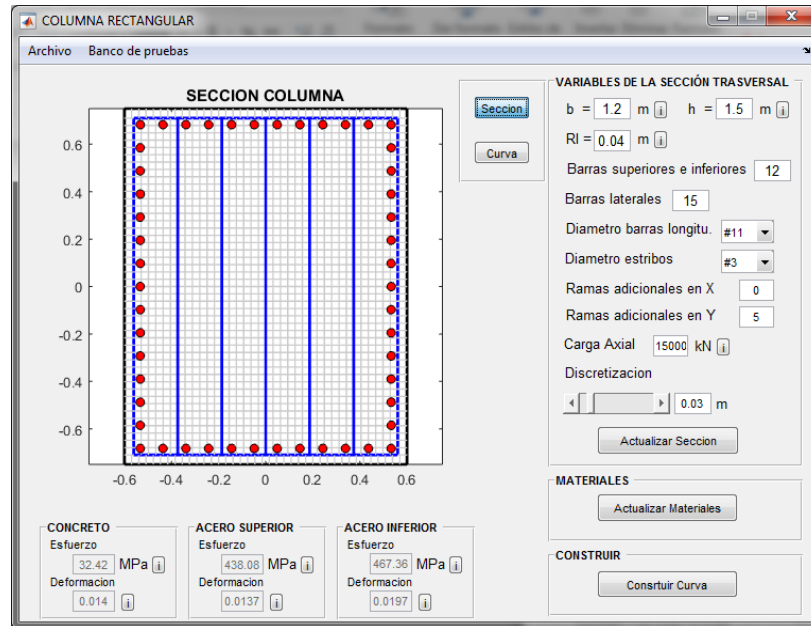 COLUMNA RECTANGULAR
Archivo Banco de pruebas
SECCION COLUMNA
0.6
0.4
0.2
0
-0.2
-0.4
-0.6
-0.6 -0.4 -0.2 0 0.2 0.4 0.6
Seccion
Curva
VARIABLES DE LA SECCIÓN TRASVERSAL
b = 1.2 m i h = 1.5 m i
RI = 0.04 m i
Barras superiores e inferiores 12
Barras laterales 15
Diametro barras longitu. #11
Diametro estribos #3
Ramas adicionales en X 0
Ramas adicionales en Y 5
Carga Axial 15000 kN i
Discretizacion
0.03 m
Actualizar Seccion
MATERIALES
Actualizar Materiales
CONSTRUIR
Consrtuir Curva
CONCRETO
Esfuerzo
32.42 MPa i
Deformacion
0.014 i
ACERO SUPERIOR
Esfuerzo
438.08 MPa i
Deformacion
0.0137 i
ACERO INFERIOR
Esfuerzo
467.36 MPa i
Deformacion
0.0197 i